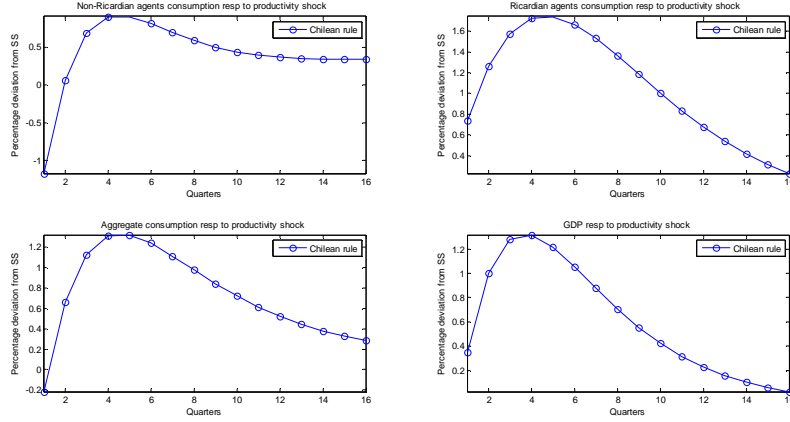 Non-Ricardian agents consumption resp to productivity shock
Percentage deviation from SS
0.5
0
-0.5
-1
2 4 6 8 10 12 14 16
Quarters
Chilean rule
Ricardian agents consumption resp to productivity shock
Percentage deviation from SS
1.6
1.4
1.2
1
0.8
0.6
0.4
2 4 6 8 10 12 14 16
Quarters
Chilean rule
Aggregate consumption resp to productivity shock
Percentage deviation from SS
1.2
1
0.8
0.6
0.4
0.2
0
-0.2
2 4 6 8 10 12 14 16
Quarters
Chilean rule
GDP resp to productivity shock
Percentage deviation from SS
1.2
1
0.8
0.6
0.4
0.2
2 4 6 8 10 12 14 16
Quarters
Chilean rule